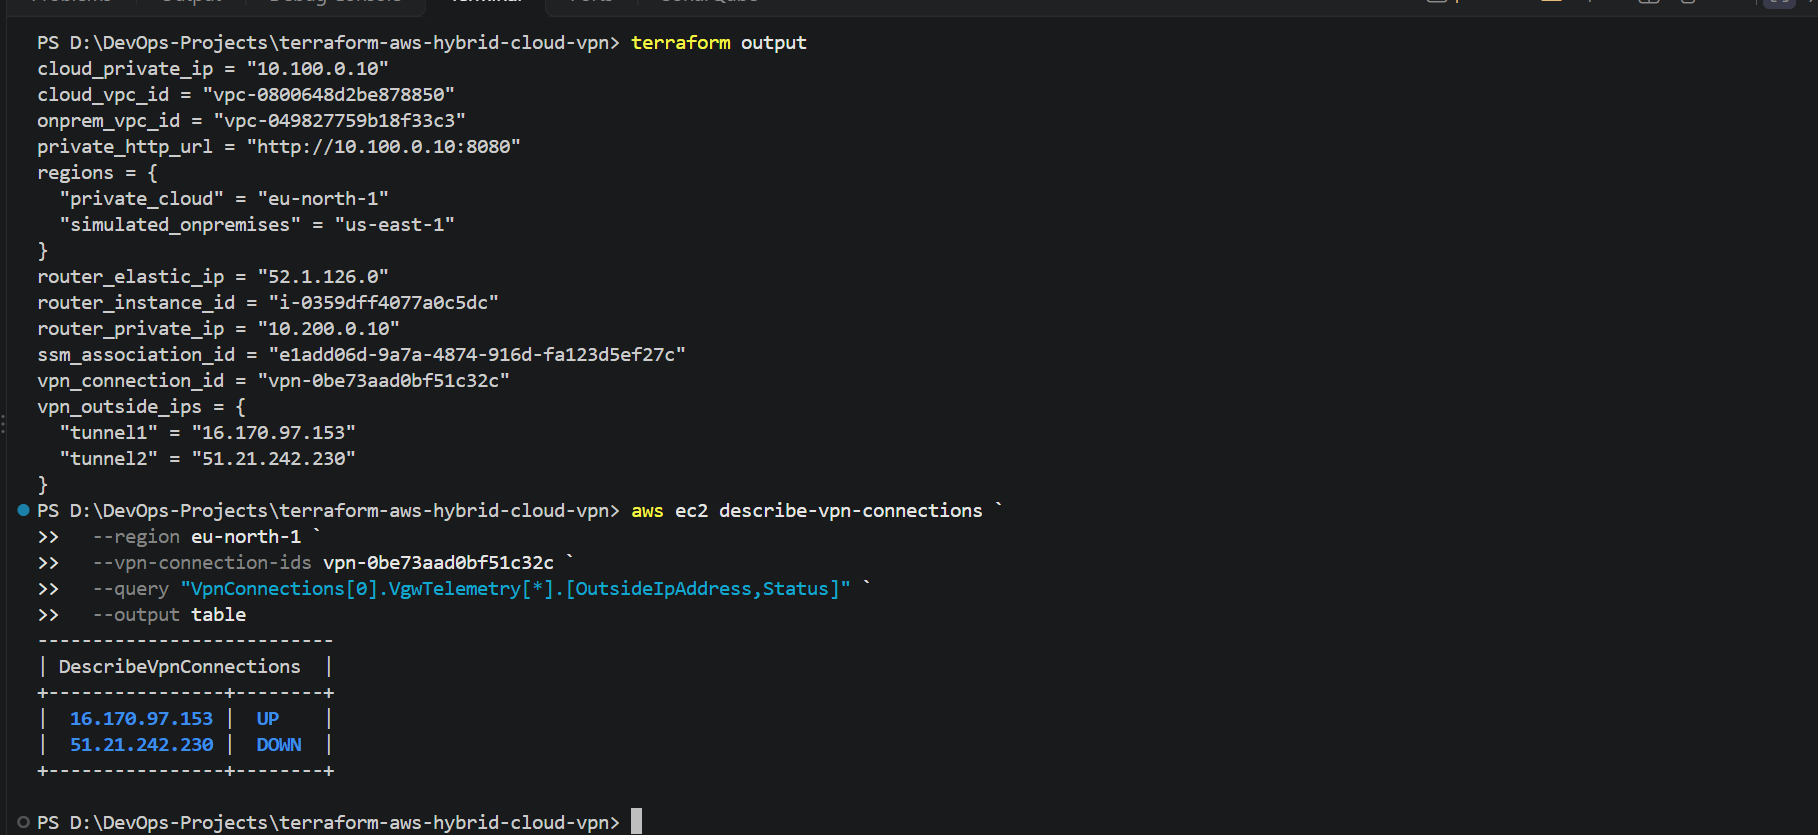 PS D:\DevOps-Projects\terraform-aws-hybrid-cloud-vpn> terraform output
cloud_private_ip = "10.100.0.10"
cloud_vpc_id = "vpc-0800648d2be878850"
onprem_vpc_id = "vpc-049827759b18f33c3"
private_http_url = "http://10.100.0.10:8080"
regions = {
  "private_cloud" = "eu-north-1"
  "simulated_onpremises" = "us-east-1"
}
router_elastic_ip = "52.1.126.0"
router_instance_id = "i-0359dff4077a0c5dc"
router_private_ip = "10.200.0.10"
ssm_association_id = "e1add06d-9a7a-4874-916d-fa123d5ef27c"
vpn_connection_id = "vpn-0be73aad0bf51c32c"
vpn_outside_ips = {
  "tunnel1" = "16.170.97.153"
  "tunnel2" = "51.21.242.230"
}
PS D:\DevOps-Projects\terraform-aws-hybrid-cloud-vpn> aws ec2 describe-vpn-connections `
>>   --region eu-north-1 `
>>   --vpn-connection-ids vpn-0be73aad0bf51c32c `
>>   --query "VpnConnections[0].VgwTelemetry[*].[OutsideIpAddress,Status]" `
>>   --output table
---------------------------
| DescribeVpnConnections  |
+----------------+--------+
|  16.170.97.153 |  UP    |
|  51.21.242.230 |  DOWN  |
+----------------+--------+
PS D:\DevOps-Projects\terraform-aws-hybrid-cloud-vpn>